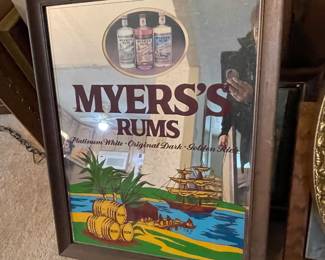 MYERS'S
RUMS
Platinum White · Original Dark · Golden Rich